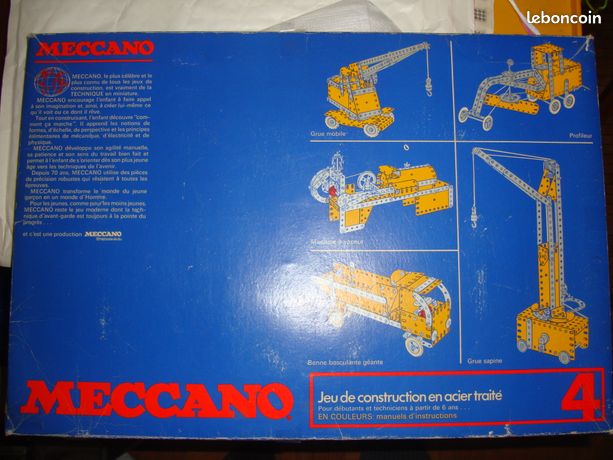 leboncoin
MECCANO
MECCANO, le plus célèbre et le
plus connu de tous les jeux de
construction, est vraiment de la
TECHNIQUE en miniature.
MECCANO encourage l'enfant à faire appel
à son imagination et ainsi, à créer lui-même ce
qu'il voit ou ce dont il rêve.
Tout en construisant, l'enfant découvre "com-
ment ça marche". Il apprend les notions de
formes, d'échelle, de perspective et les principes
élémentaires de mécanique, d'électricité et de
physique.
MECCANO développe son agilité manuelle,
sa patience et son sens du travail bien fait et
permet à l'enfant de s'orienter dès son plus jeune
âge vers les techniques de l'avenir.
Depuis 70 ans, MECCANO utilise des pièces
de précision robustes qui résistent à toutes les
épreuves.
MECCANO transforme le monde du jeune
garçon en un monde d'Homme.
Pour les jeunes, comme pour les moins jeunes,
MECCANO reste le jeu moderne dont la tech-
nique d'avant-garde est toujours à la pointe du
progrès . . .
et c'est une production MECCANO
Grue mobile
Profileur
Machine à vapeur
Benne basculante géante
Grue sapine
MECCANO
Jeu de construction en acier traité
Pour débutants et techniciens à partir de 6 ans . . .
EN COULEURS: manuels d'instructions
4